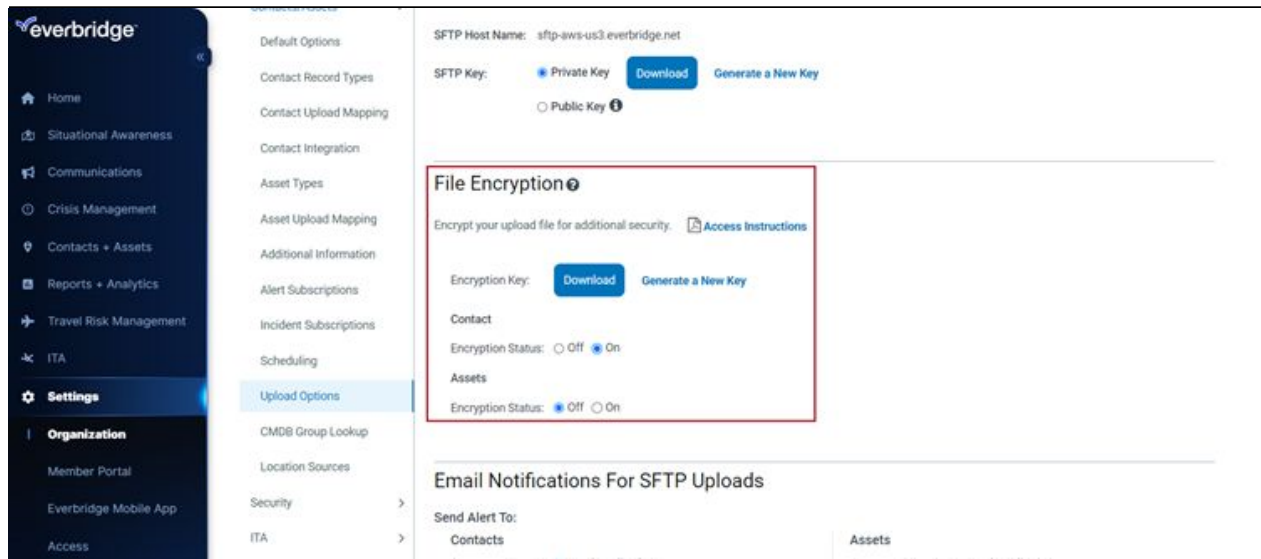 everbridge
«
Home
Situational Awareness
Communications
Crisis Management
Contacts + Assets
Reports + Analytics
Travel Risk Management
ITA
Settings
Organization
Member Portal
Everbridge Mobile App
Access
Contacts/Assets
Default Options
Contact Record Types
Contact Upload Mapping
Contact Integration
Asset Types
Asset Upload Mapping
Additional Information
Alert Subscriptions
Incident Subscriptions
Scheduling
Upload Options
CMDB Group Lookup
Location Sources
Security >
ITA >
SFTP Host Name: sftp-aws-us3.everbridge.net
SFTP Key: Private Key Download Generate a New Key
Public Key
File Encryption
Encrypt your upload file for additional security. Access Instructions
Encryption Key: Download Generate a New Key
Contact
Encryption Status: Off On
Assets
Encryption Status: Off On
Email Notifications For SFTP Uploads
Send Alert To:
Contacts Assets